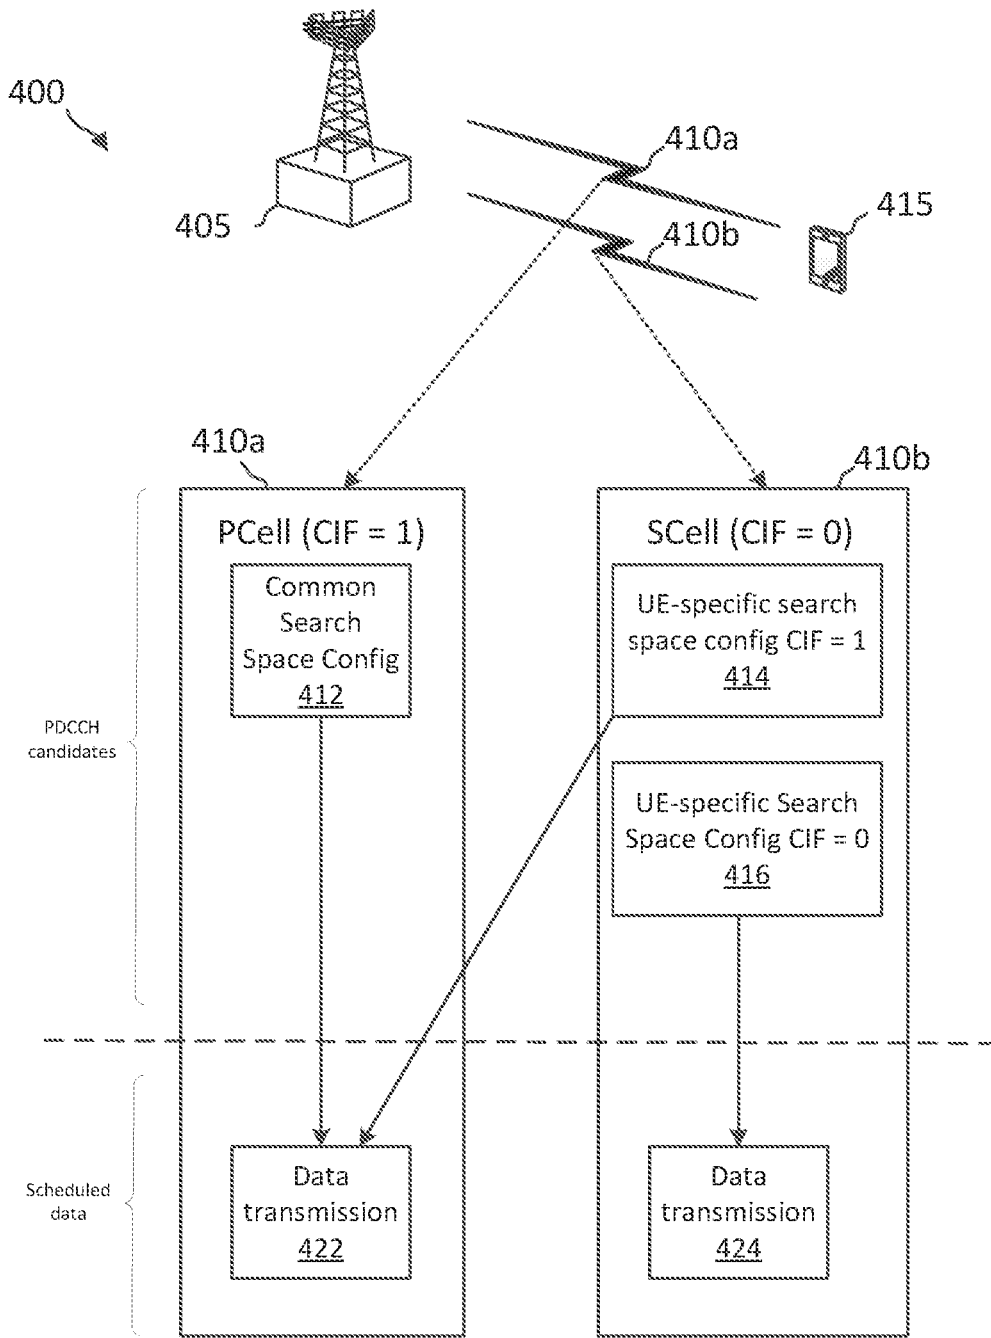 400
405
410a
410b
415
410a
410b
PCell (CIF = 1)
SCell (CIF = 0)
Common
Search
Space Config
412
UE-specific search
space config CIF = 1
414
PDCCH
candidates
UE-specific Search
Space Config CIF = 0
416
Scheduled
data
Data
transmission
422
Data
transmission
424